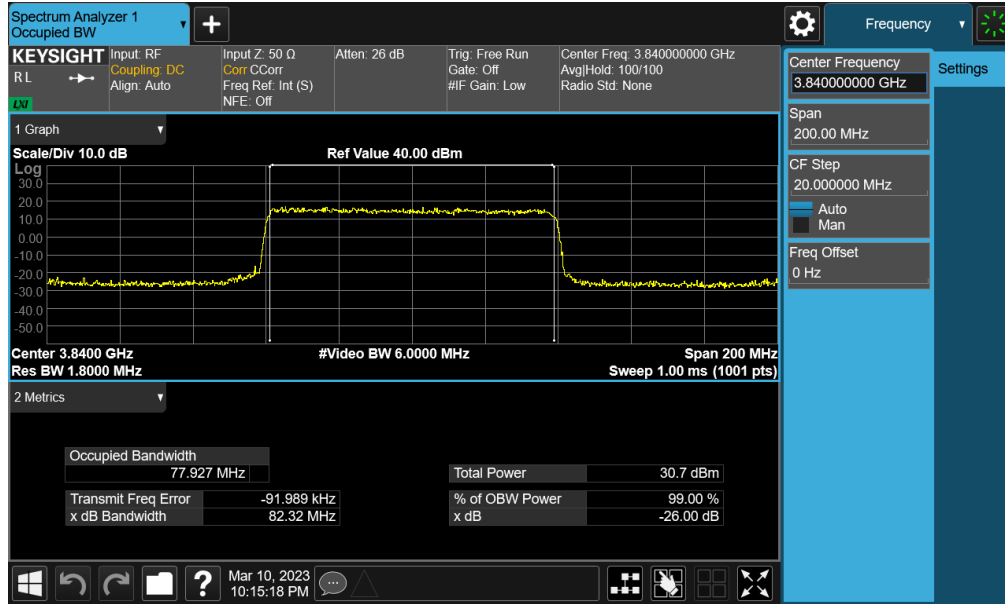 Spectrum Analyzer 1
Occupied BW
Frequency
KEYSIGHT
R L
LXI
Input: RF
Coupling: DC
Align: Auto
Input Z: 50 Ω
Corr CCorr
Freq Ref: Int (S)
NFE: Off
Atten: 26 dB
Trig: Free Run
Gate: Off
#IF Gain: Low
Center Freq: 3.840000000 GHz
Avg|Hold: 100/100
Radio Std: None
Center Frequency
3.840000000 GHz
Settings
Span
200.00 MHz
CF Step
20.000000 MHz
Auto
Man
Freq Offset
0 Hz
1 Graph
Scale/Div 10.0 dB
Ref Value 40.00 dBm
Log
30.0
20.0
10.0
0.00
-10.0
-20.0
-30.0
-40.0
-50.0
Center 3.8400 GHz
#Video BW 6.0000 MHz
Span 200 MHz
Res BW 1.8000 MHz
Sweep 1.00 ms (1001 pts)
2 Metrics
Occupied Bandwidth
77.927 MHz
Total Power 30.7 dBm
Transmit Freq Error -91.989 kHz
% of OBW Power 99.00 %
x dB Bandwidth 82.32 MHz
x dB -26.00 dB
?
Mar 10, 2023
10:15:18 PM